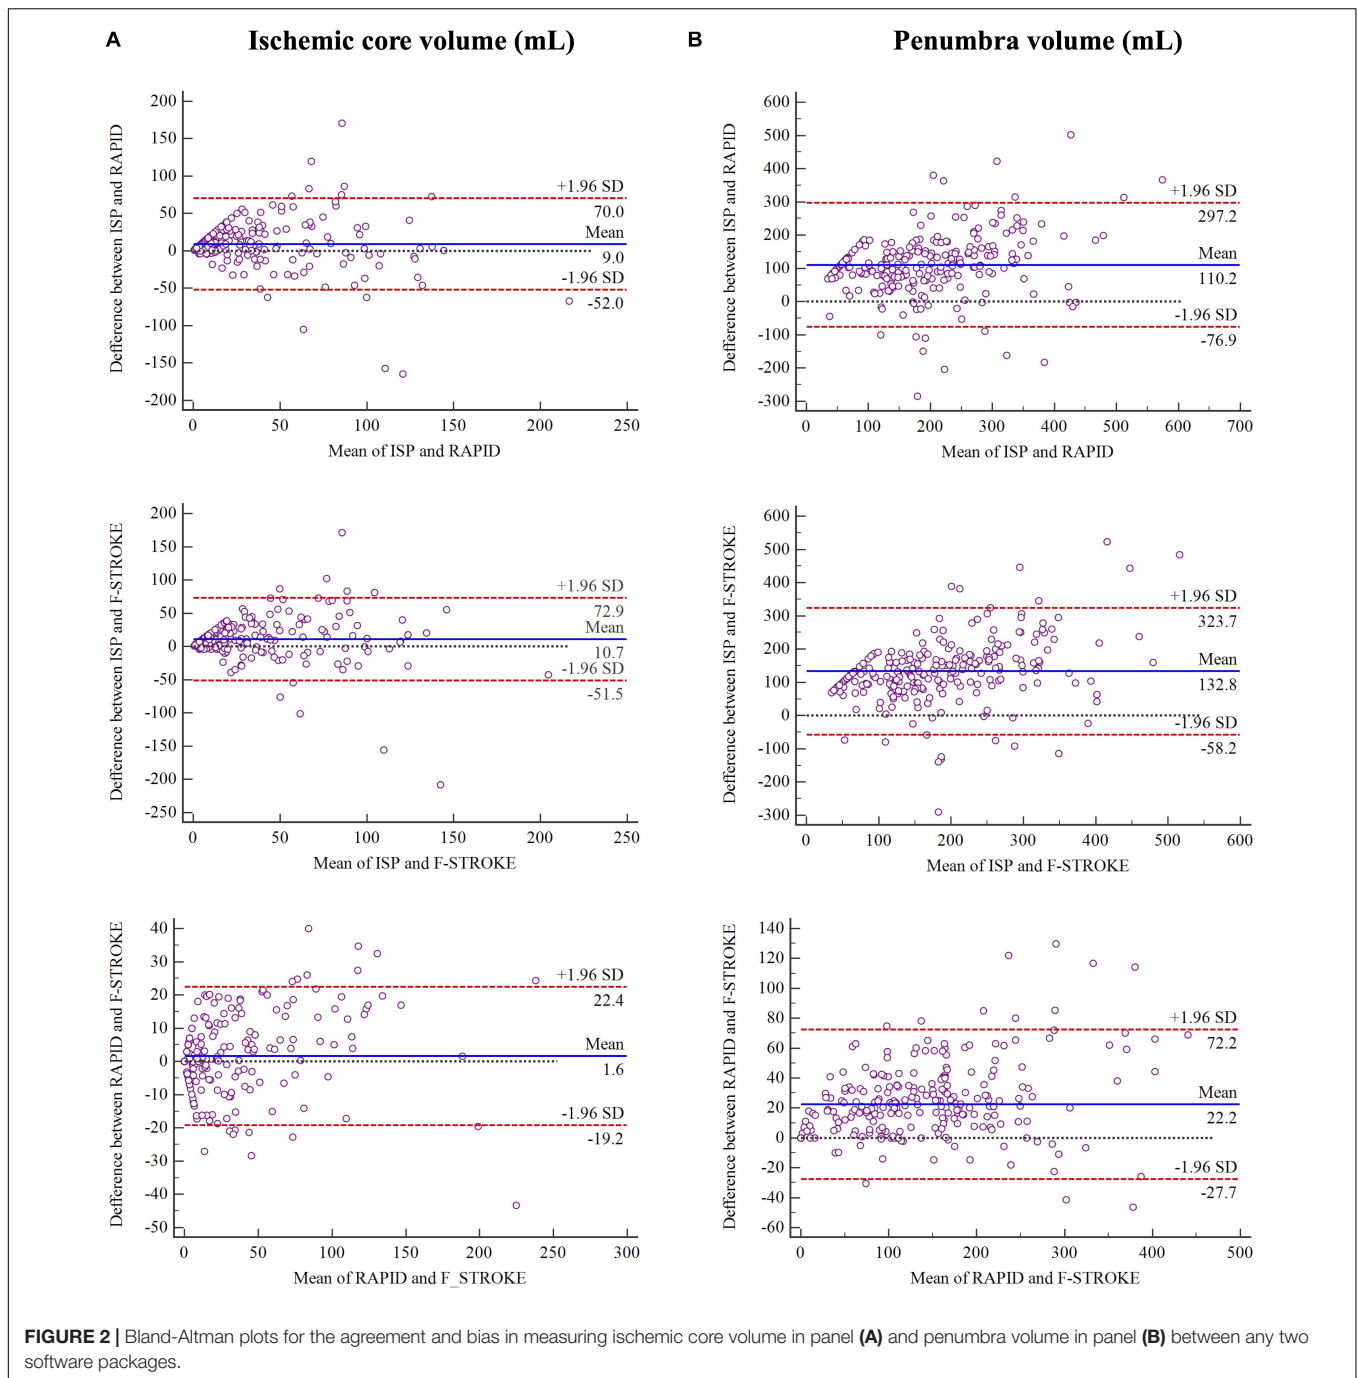 A Ischemic core volume (mL)
B Penumbra volume (mL)
Defference between ISP and RAPID
200
150
100
50
0
-50
-100
-150
-200
+1.96 SD
70.0
Mean
9.0
-1.96 SD
-52.0
0 50 100 150 200 250
Mean of ISP and RAPID
Defference between ISP and RAPID
600
500
400
300
200
100
0
-100
-200
-300
+1.96 SD
297.2
Mean
110.2
-1.96 SD
-76.9
0 100 200 300 400 500 600 700
Mean of ISP and RAPID
Defference between ISP and F-STROKE
200
150
100
50
0
-50
-100
-150
-200
-250
+1.96 SD
72.9
Mean
10.7
-1.96 SD
-51.5
0 50 100 150 200 250
Mean of ISP and F-STROKE
Defference between ISP and F-STROKE
600
500
400
300
200
100
0
-100
-200
-300
+1.96 SD
323.7
Mean
132.8
-1.96 SD
-58.2
0 100 200 300 400 500 600
Mean of ISP and F-STROKE
Defference between RAPID and F-STROKE
40
30
20
10
0
-10
-20
-30
-40
-50
+1.96 SD
22.4
Mean
1.6
-1.96 SD
-19.2
0 50 100 150 200 250 300
Mean of RAPID and F_STROKE
Defference between RAPID and F-STROKE
140
120
100
80
60
40
20
0
-20
-40
-60
+1.96 SD
72.2
Mean
22.2
-1.96 SD
-27.7
0 100 200 300 400 500
Mean of RAPID and F-STROKE
FIGURE 2 | Bland-Altman plots for the agreement and bias in measuring ischemic core volume in panel (A) and penumbra volume in panel (B) between any two
software packages.